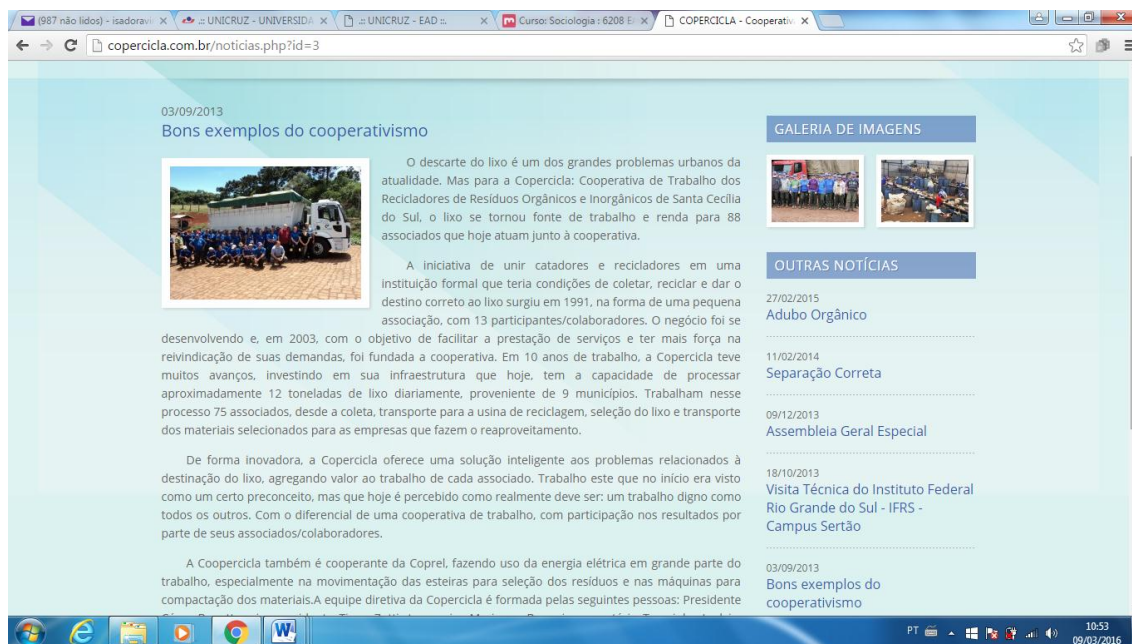 (987 não lidos) - isadoravi
.:: UNICRUZ - UNIVERSIDA
.:: UNICRUZ - EAD ::.
Curso: Sociologia : 6208 E
COPERCICLA - Cooperativ
copercicla.com.br/noticias.php?id=3
03/09/2013
Bons exemplos do cooperativismo
O descarte do lixo é um dos grandes problemas urbanos da
atualidade. Mas para a Copercicla: Cooperativa de Trabalho dos
Recicladores de Resíduos Orgânicos e Inorgânicos de Santa Cecília
do Sul, o lixo se tornou fonte de trabalho e renda para 88
associados que hoje atuam junto à cooperativa.
A iniciativa de unir catadores e recicladores em uma
instituição formal que teria condições de coletar, reciclar e dar o
destino correto ao lixo surgiu em 1991, na forma de uma pequena
associação, com 13 participantes/colaboradores. O negócio foi se
desenvolvendo e, em 2003, com o objetivo de facilitar a prestação de serviços e ter mais força na
reivindicação de suas demandas, foi fundada a cooperativa. Em 10 anos de trabalho, a Copercicla teve
muitos avanços, investindo em sua infraestrutura que hoje, tem a capacidade de processar
aproximadamente 12 toneladas de lixo diariamente, proveniente de 9 municípios. Trabalham nesse
processo 75 associados, desde a coleta, transporte para a usina de reciclagem, seleção do lixo e transporte
dos materiais selecionados para as empresas que fazem o reaproveitamento.
De forma inovadora, a Copercicla oferece uma solução inteligente aos problemas relacionados à
destinação do lixo, agregando valor ao trabalho de cada associado. Trabalho este que no início era visto
como um certo preconceito, mas que hoje é percebido como realmente deve ser: um trabalho digno como
todos os outros. Com o diferencial de uma cooperativa de trabalho, com participação nos resultados por
parte de seus associados/colaboradores.
A Coopercicla também é cooperante da Coprel, fazendo uso da energia elétrica em grande parte do
trabalho, especialmente na movimentação das esteiras para seleção dos resíduos e nas máquinas para
compactação dos materiais.A equipe diretiva da Copercicla é formada pelas seguintes pessoas: Presidente
GALERIA DE IMAGENS
OUTRAS NOTÍCIAS
27/02/2015
Adubo Orgânico
11/02/2014
Separação Correta
09/12/2013
Assembleia Geral Especial
18/10/2013
Visita Técnica do Instituto Federal
Rio Grande do Sul - IFRS -
Campus Sertão
03/09/2013
Bons exemplos do
cooperativismo
PT
10:53
09/03/2016